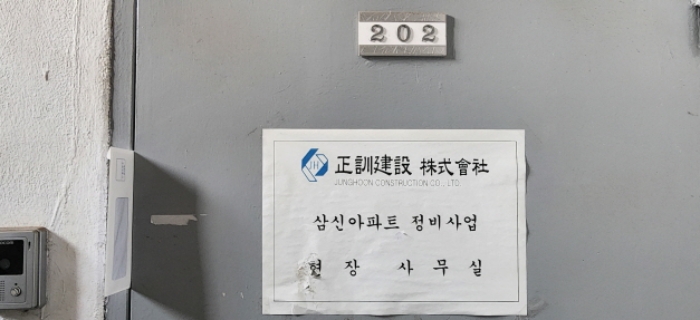 202
JH 正訓建設 株式會社
JUNGHOON CONSTRUCTION CO., LTD.
삼신아파트 정비사업
현장 사무실